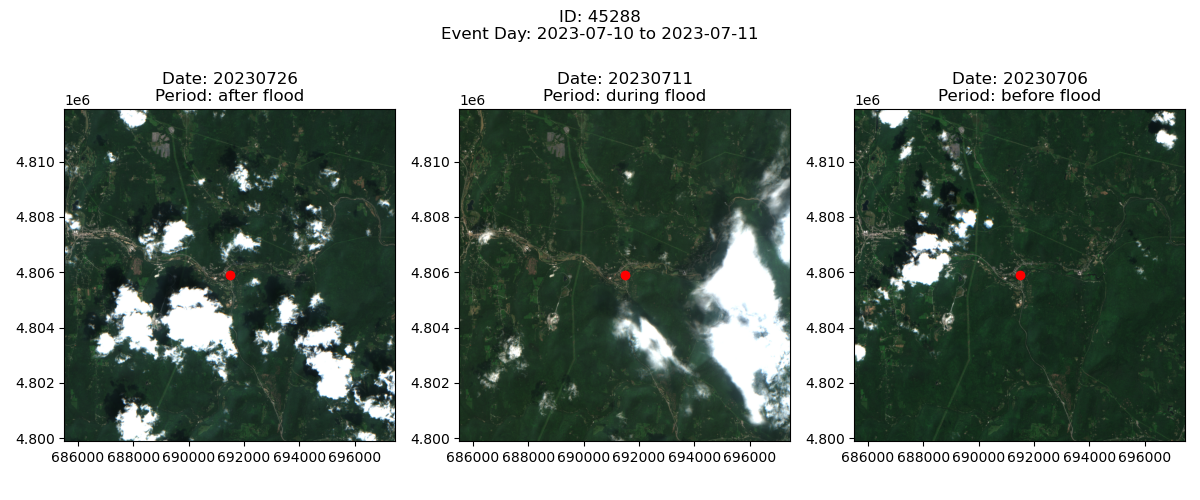 ID: 45288
Event Day: 2023-07-10 to 2023-07-11
Date: 20230726
Period: after flood
1e6
4.810
4.808
4.806
4.804
4.802
4.800
686000 688000 690000 692000 694000 696000
Date: 20230711
Period: during flood
1e6
4.810
4.808
4.806
4.804
4.802
4.800
686000 688000 690000 692000 694000 696000
Date: 20230706
Period: before flood
1e6
4.810
4.808
4.806
4.804
4.802
4.800
686000 688000 690000 692000 694000 696000